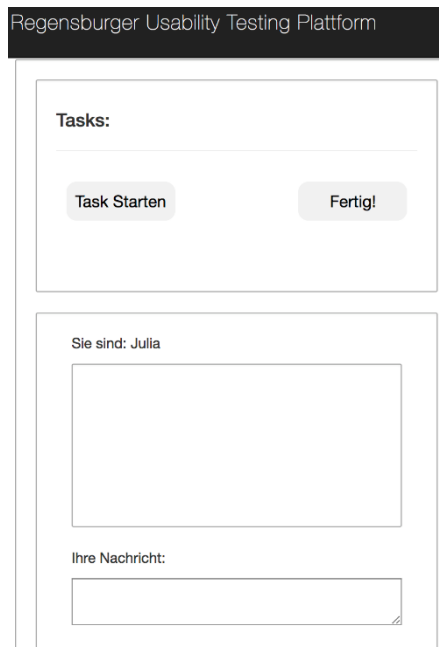 Regensburger Usability Testing Plattform
Tasks:
Task Starten
Fertig!
Sie sind: Julia
Ihre Nachricht: